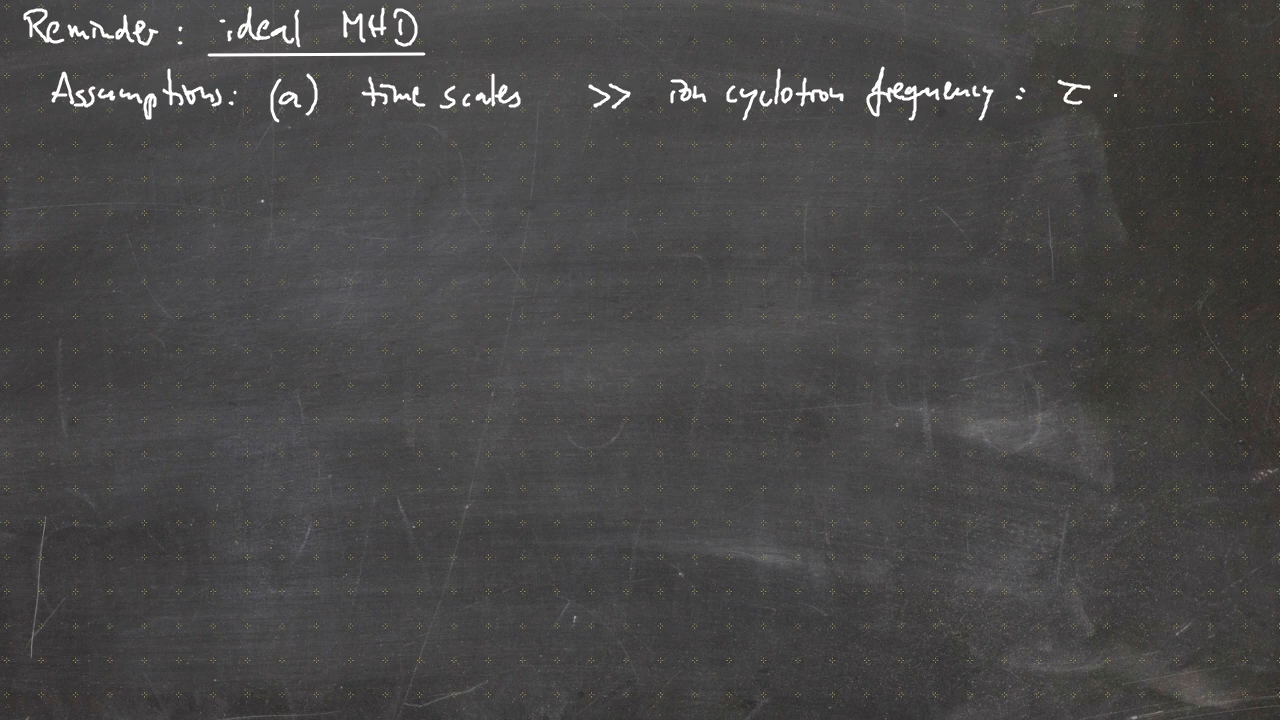 Reminder: ideal MHD
Assumptions: (a) time scales >> ion cyclotron frequency: τ